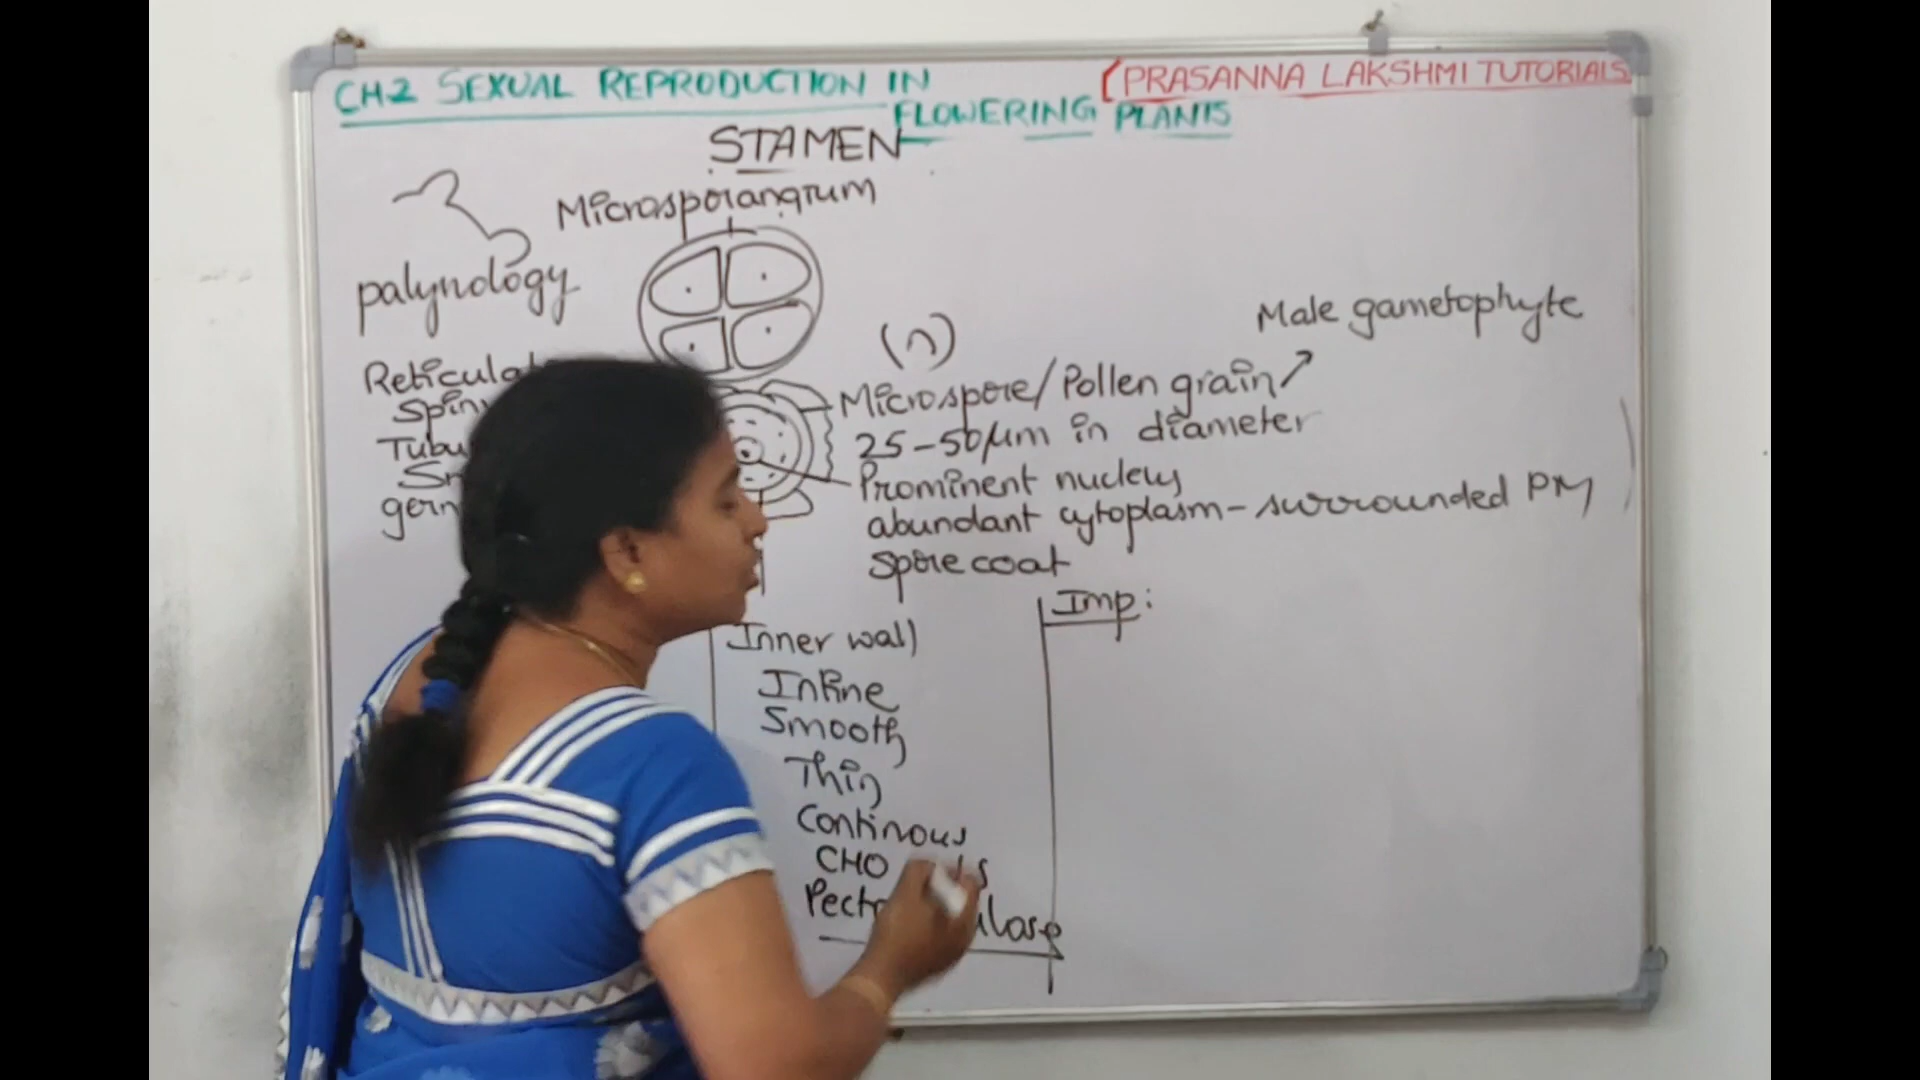 CH2 SEXUAL REPRODUCTION IN
FLOWERING PLANTS
(PRASANNA LAKSHMI TUTORIALS
STAMEN
Microsporangium
palynology
(n)
Male gametophyte
Microspore/Pollen grain
25-50μm in diameter
Prominent nucleus
abundant cytoplasm - surrounded PM
spore coat
Imp:
Inner wall
Intine
Smooth
Thin
Continous
CHO